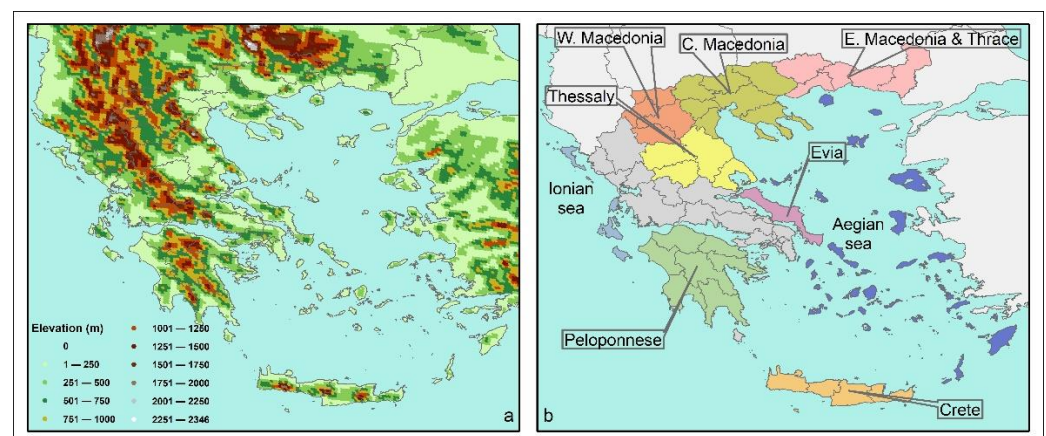 Elevation (m)
0
1 — 250
251 — 500
501 — 750
751 — 1000
1001 — 1250
1251 — 1500
1501 — 1750
1751 — 2000
2001 — 2250
2251 — 2346
a
W. Macedonia
C. Macedonia
E. Macedonia & Thrace
Thessaly
Evia
Ionian
sea
Aegian
sea
Peloponnese
Crete
b